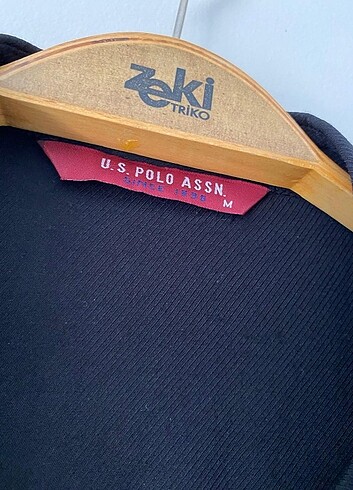 zeki
TRİKO
U.S. POLO ASSN.
SINCE 1890
M